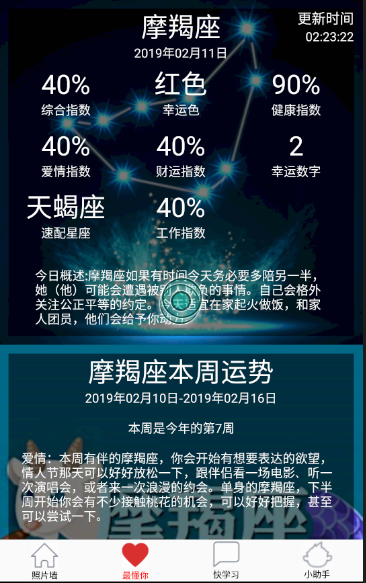 摩羯座
更新时间
2019年02月11日
02:23:22
40% 红色 90%
综合指数 幸运色 健康指数
40% 40% 2
爱情指数 财运指数 幸运数字
天蝎座 40%
速配星座 工作指数
今日概述:摩羯座如果有时间今天务必要多陪另一半，
她（他）可能会遭遇被 的事情。自己会格外
关注公正平等的约定。 宜在家起火做饭，和家
人团员，他们会给予你动力。
摩羯座本周运势
2019年02月10日-2019年02月16日
本周是今年的第7周
爱情：本周有伴的摩羯座，你会开始有想要表达的欲望，
情人节那天可以好好放松一下，跟伴侣看一场电影、听一
次演唱会，或者来一次浪漫的约会。单身的摩羯座，下半
周开始你会有不少接触桃花的机会，可以好好把握，甚至
可以尝试一下。
摩羯座
照片墙 最懂你 快学习 小助手